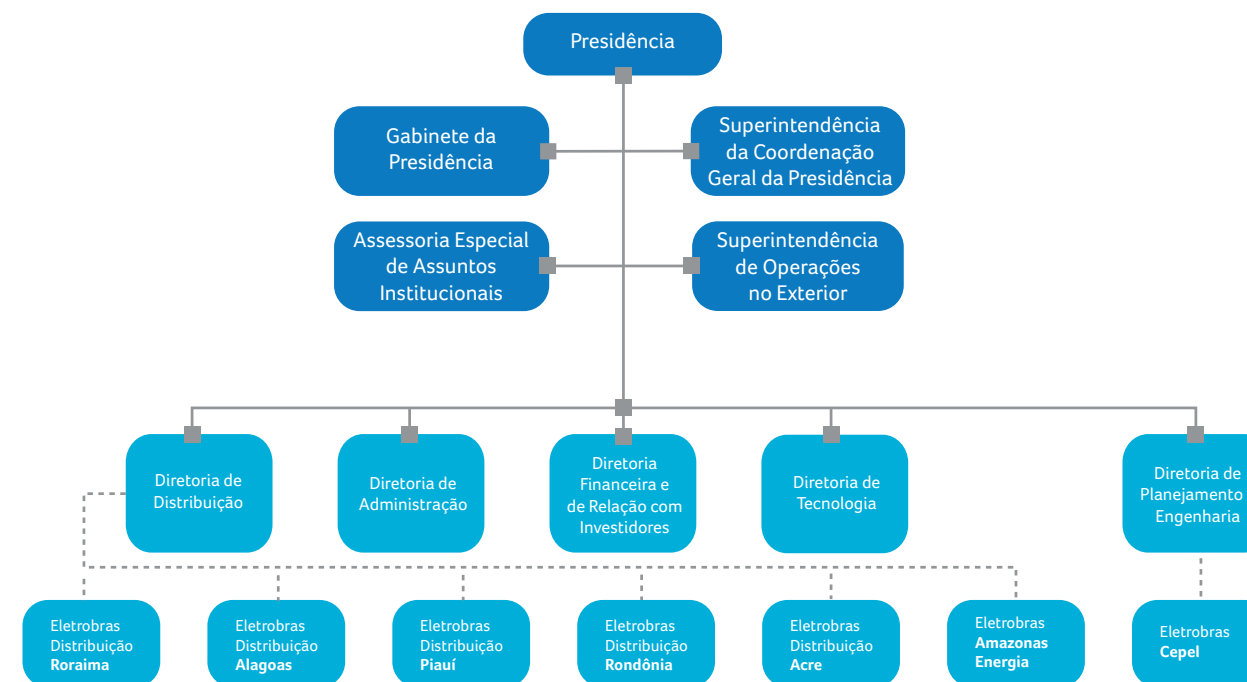 Presidência
Gabinete da
Presidência
Superintendência
da Coordenação
Geral da Presidência
Assessoria Especial
de Assuntos
Institucionais
Superintendência
de Operações
no Exterior
Diretoria de
Distribuição
Diretoria de
Administração
Diretoria
Financeira e
de Relação com
Investidores
Diretoria de
Tecnologia
Diretoria de
Planejamento
Engenharia
Eletrobras
Distribuição
Roraima
Eletrobras
Distribuição
Alagoas
Eletrobras
Distribuição
Piauí
Eletrobras
Distribuição
Rondônia
Eletrobras
Distribuição
Acre
Eletrobras
Amazonas
Energia
Eletrobras
Cepel